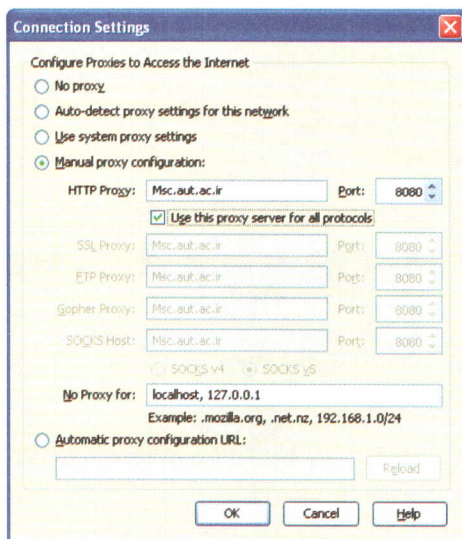 Connection Settings
Configure Proxies to Access the Internet
No proxy
Auto-detect proxy settings for this network
Use system proxy settings
Manual proxy configuration:
HTTP Proxy: Msc.aut.ac.ir Port: 8080
Use this proxy server for all protocols
SSL Proxy: Msc.aut.ac.ir Port: 8080
FTP Proxy: Msc.aut.ac.ir Port: 8080
Gopher Proxy: Msc.aut.ac.ir Port: 8080
SOCKS Host: Msc.aut.ac.ir Port: 8080
SOCKS v4 SOCKS v5
No Proxy for: localhost, 127.0.0.1
Example: .mozilla.org, .net.nz, 192.168.1.0/24
Automatic proxy configuration URL:
Reload
OK Cancel Help